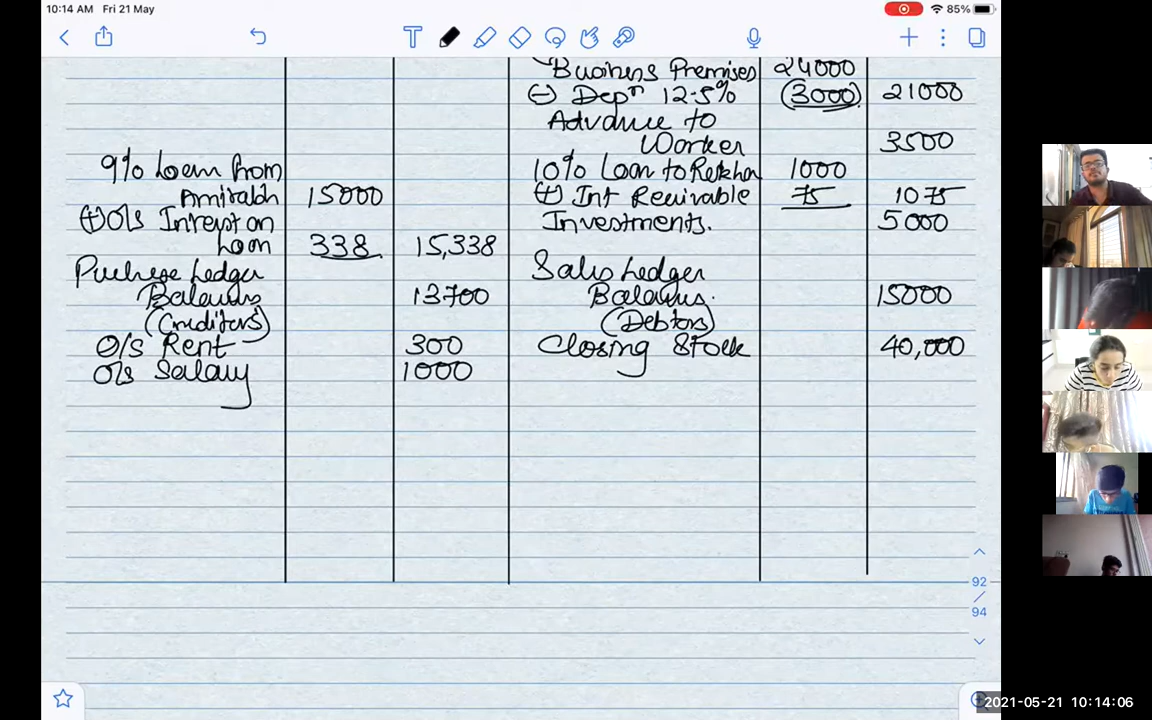 10:14 AM Fri 21 May
85%
Business Premises 24000
(-) Depn 12.5% (3000) 21000
Advance to
Worker 3500
9% Loan from
Amitabh 15000
(+) O/s Interest on
Loan 338 15,338
10% Loan to Rekha 1000
(+) Int Receivable 75 1075
Investments. 5000
Puchese Ledger
Balances 13700
(Creditors)
O/s Rent 300
O/s Salary 1000
Sales Ledger
Balances. 15000
(Debtors)
Closing Stock 40,000
92
/
94
2021-05-21 10:14:06